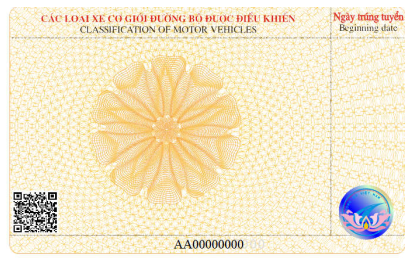 CÁC LOẠI XE CƠ GIỚI ĐƯỜNG BỘ ĐƯỢC ĐIỀU KHIỂN
CLASSIFICATION OF MOTOR VEHICLES
Ngày trúng tuyển
Beginning date
AA00000000